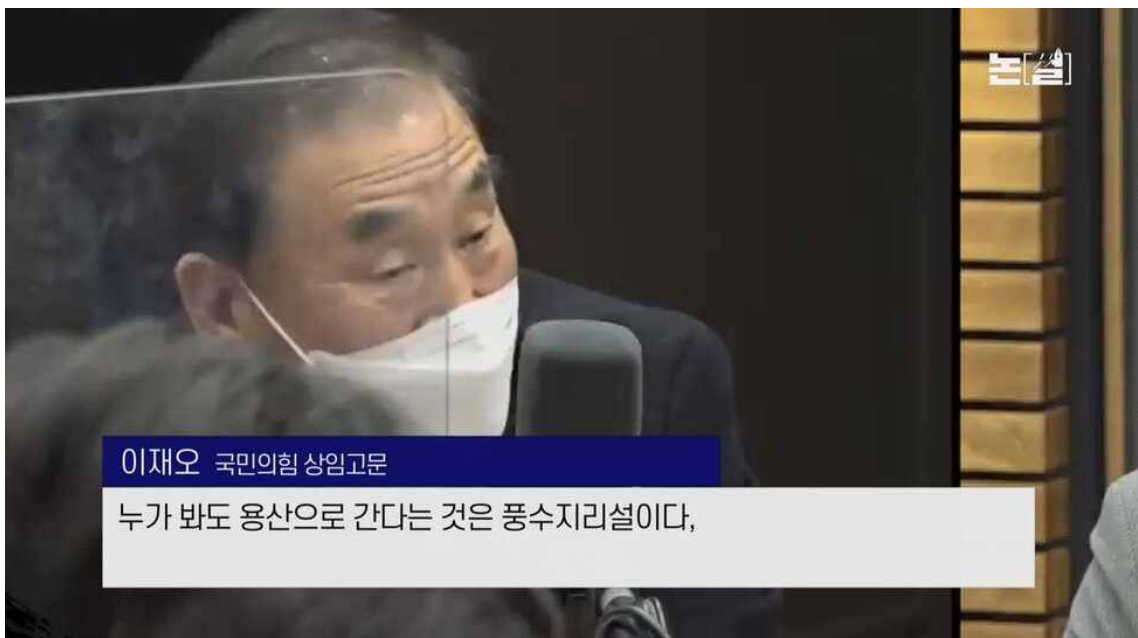 논[썰]
이재오 국민의힘 상임고문
누가 봐도 용산으로 간다는 것은 풍수지리설이다,